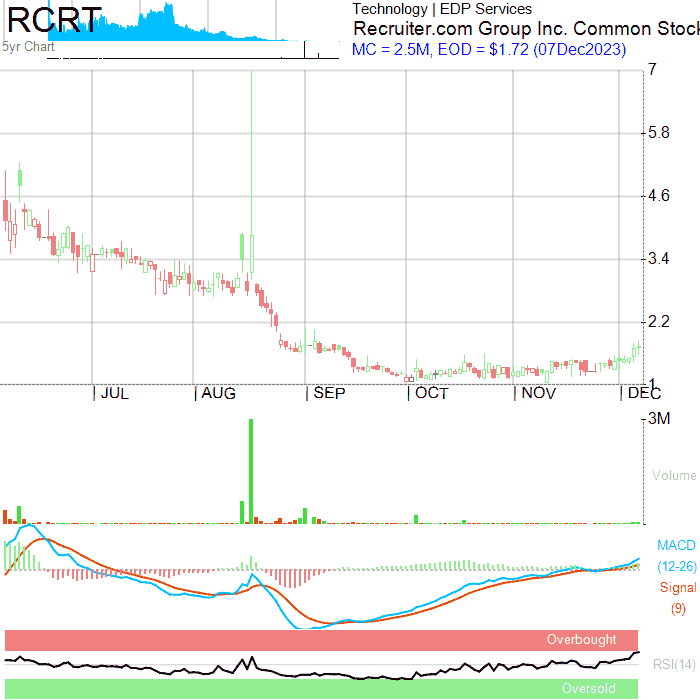 RCRT
5yr Chart
Technology | EDP Services
Recruiter.com Group Inc. Common Stock
MC = 2.5M, EOD = $1.72 (07Dec2023)
7
5.8
4.6
3.4
2.2
1
JUL AUG SEP OCT NOV DEC
3M
Volume
MACD
(12-26)
Signal
(9)
Overbought
RSI(14)
Oversold